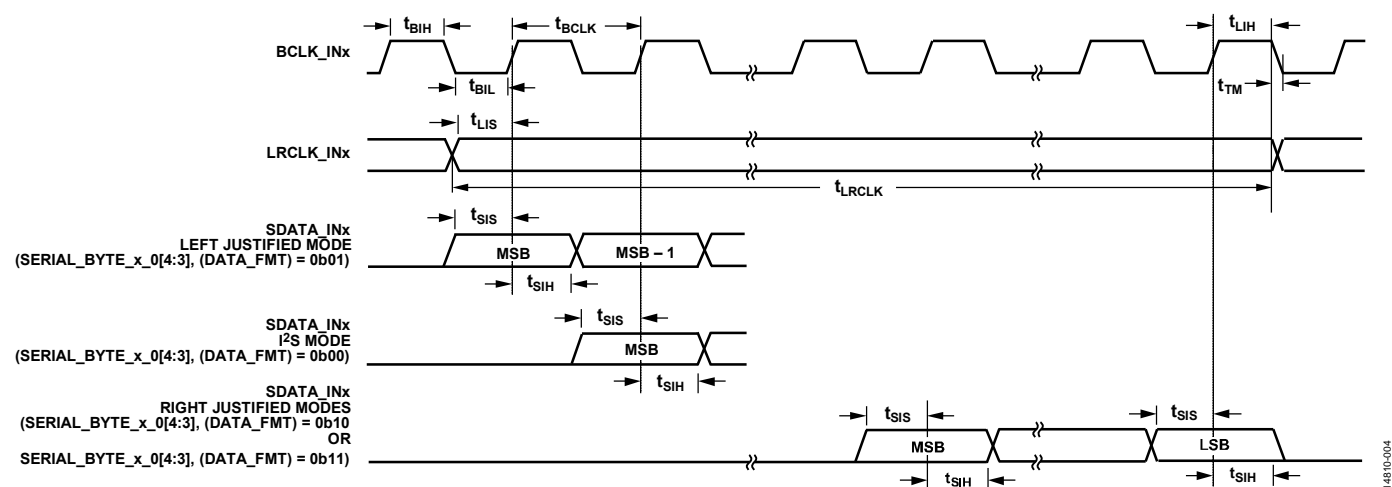 tBIH
tBCLK
tLIH
BCLK_INx
tBIL
tTM
tLIS
LRCLK_INx
tLRCLK
tSIS
SDATA_INx
LEFT JUSTIFIED MODE
(SERIAL_BYTE_x_0[4:3], (DATA_FMT) = 0b01)
MSB
MSB – 1
tSIH
tSIS
SDATA_INx
I2S MODE
(SERIAL_BYTE_x_0[4:3], (DATA_FMT) = 0b00)
MSB
tSIH
SDATA_INx
RIGHT JUSTIFIED MODES
(SERIAL_BYTE_x_0[4:3], (DATA_FMT) = 0b10
OR
SERIAL_BYTE_x_0[4:3], (DATA_FMT) = 0b11)
tSIS
tSIS
MSB
LSB
tSIH
tSIH
14810-004